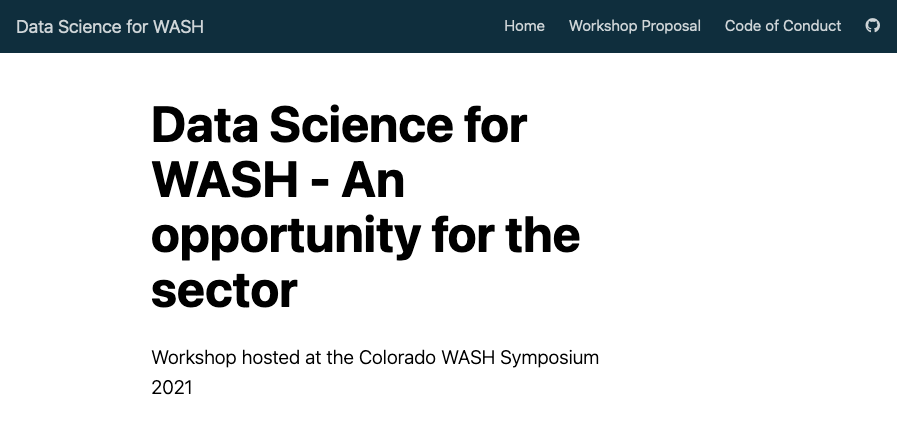 Data Science for WASH Home Workshop Proposal Code of Conduct
Data Science for
WASH - An
opportunity for the
sector
Workshop hosted at the Colorado WASH Symposium
2021